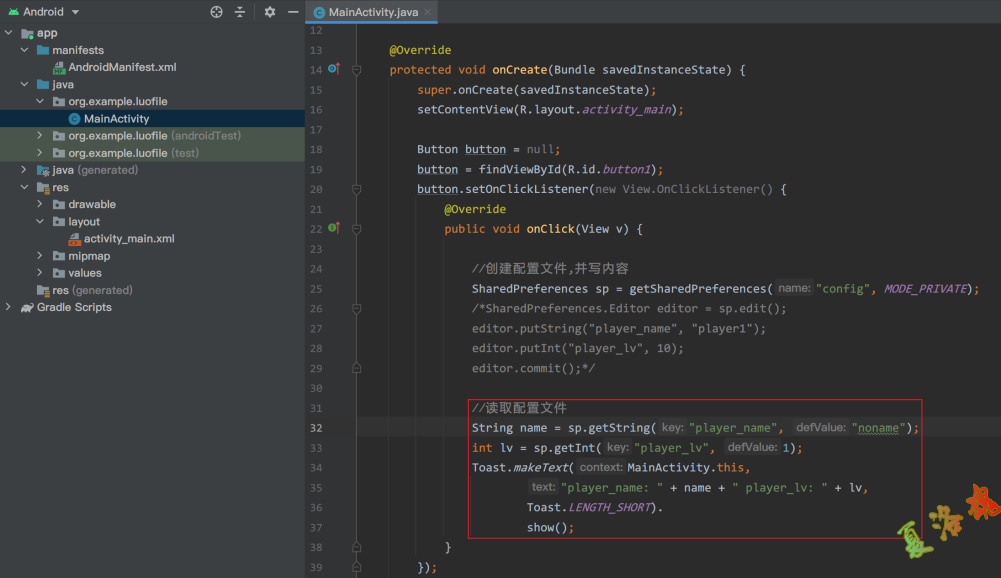 Android
MainActivity.java
app
manifests
AndroidManifest.xml
java
org.example.luofile
MainActivity
org.example.luofile (androidTest)
org.example.luofile (test)
java (generated)
res
drawable
layout
activity_main.xml
mipmap
values
res (generated)
Gradle Scripts
12
13 @Override
14 protected void onCreate(Bundle savedInstanceState) {
15 super.onCreate(savedInstanceState);
16 setContentView(R.layout.activity_main);
17
18 Button button = null;
19 button = findViewById(R.id.button1);
20 button.setOnClickListener(new View.OnClickListener() {
21 @Override
22 public void onClick(View v) {
23
24 //创建配置文件,并写内容
25 SharedPreferences sp = getSharedPreferences( name: "config", MODE_PRIVATE);
26 /*SharedPreferences.Editor editor = sp.edit();
27 editor.putString("player_name", "player1");
28 editor.putInt("player_lv", 10);
29 editor.commit();*/
30
31 //读取配置文件
32 String name = sp.getString( key: "player_name", defValue: "noname");
33 int lv = sp.getInt( key: "player_lv", defValue: 1);
34 Toast.makeText( context: MainActivity.this,
35 text: "player_name: " + name + " player_lv: " + lv,
36 Toast.LENGTH_SHORT).
37 show();
38 }
39 });